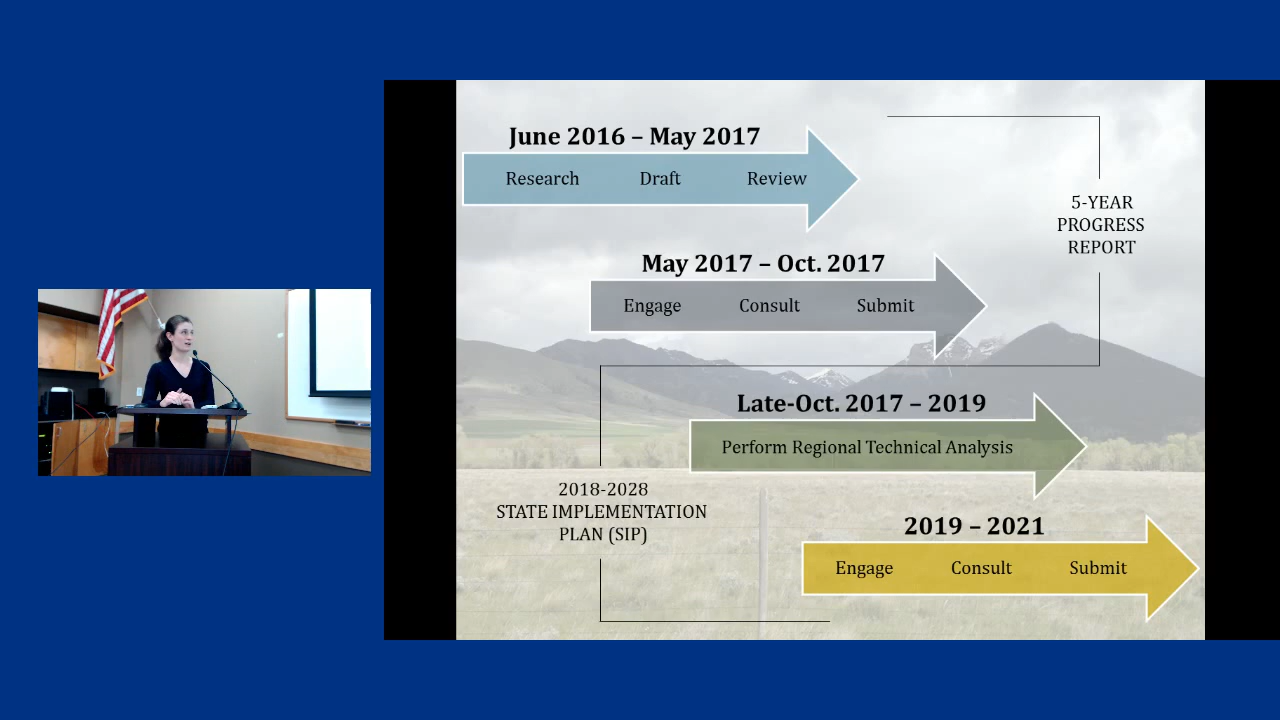 June 2016 – May 2017
Research Draft Review
5-YEAR
PROGRESS
REPORT
May 2017 – Oct. 2017
Engage Consult Submit
Late-Oct. 2017 – 2019
Perform Regional Technical Analysis
2018-2028
STATE IMPLEMENTATION
PLAN (SIP)
2019 – 2021
Engage Consult Submit